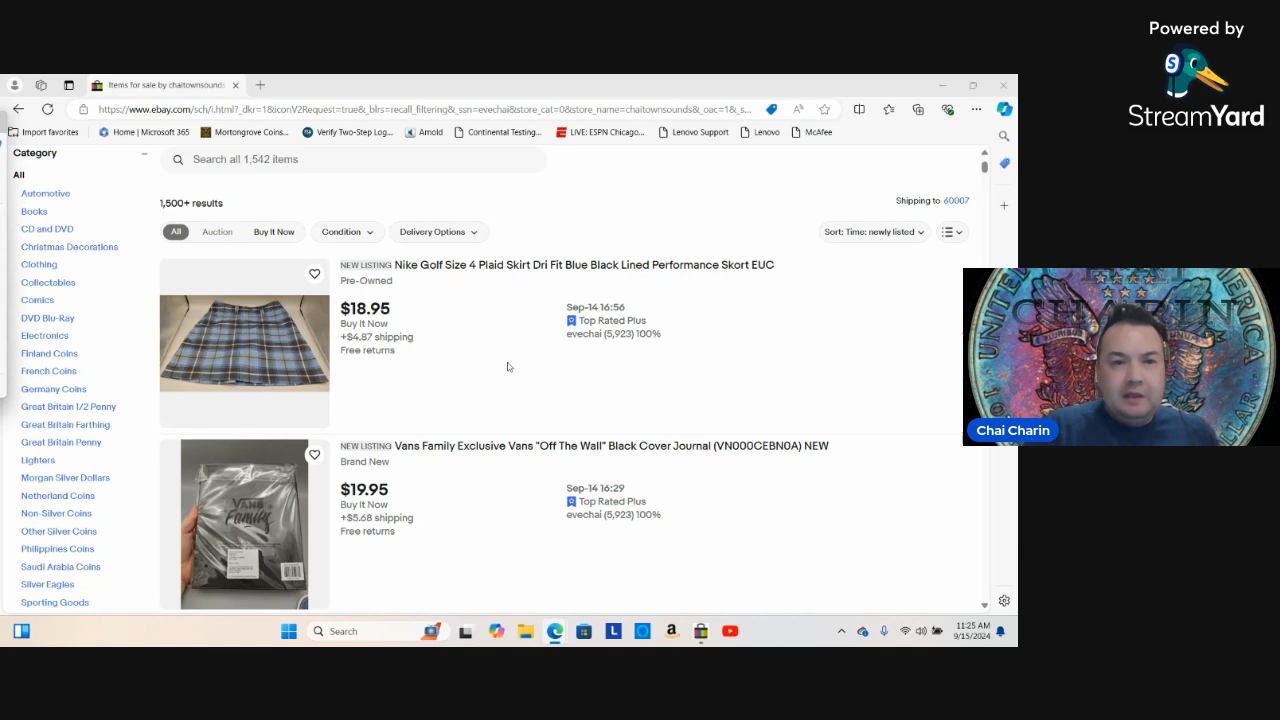 Powered by
S
StreamYard
Items for sale by chaitownsounds
https://www.ebay.com/sch/i.html?_dkr=1&iconV2Request=true&_blrs=recall_filtering&_ssn=evechai&store_cat=0&store_name=chaitownsounds&_oac=1&_s...
Import favorites
Home | Microsoft 365
Mortongrove Coins...
Verify Two-Step Log...
Arnold
Continental Testing...
LIVE: ESPN Chicago...
Lenovo Support
Lenovo
McAfee
Category
Search all 1,542 items
All
1,500+ results
Shipping to 60007
Automotive
Books
CD and DVD
Christmas Decorations
Clothing
Collectables
Comics
DVD Blu-Ray
Electronics
Finland Coins
French Coins
Germany Coins
Great Britain 1/2 Penny
Great Britain Farthing
Great Britain Penny
Lighters
Morgan Silver Dollars
Netherland Coins
Non-Silver Coins
Other Silver Coins
Philippines Coins
Saudi Arabia Coins
Silver Eagles
Sporting Goods
All
Auction
Buy It Now
Condition
Delivery Options
Sort: Time: newly listed
NEW LISTING Nike Golf Size 4 Plaid Skirt Dri Fit Blue Black Lined Performance Skort EUC
Pre-Owned
$18.95
Buy It Now
+$4.87 shipping
Free returns
Sep-14 16:56
Top Rated Plus
evechai (5,923) 100%
NEW LISTING Vans Family Exclusive Vans "Off The Wall" Black Cover Journal (VN000CEBN0A) NEW
Brand New
$19.95
Buy It Now
+$5.68 shipping
Free returns
Sep-14 16:29
Top Rated Plus
evechai (5,923) 100%
VANS
Family
CHARIN
UNITED
PLURIBUS
UNUM
DOLLAR
Chai Charin
Search
11:25 AM
9/15/2024